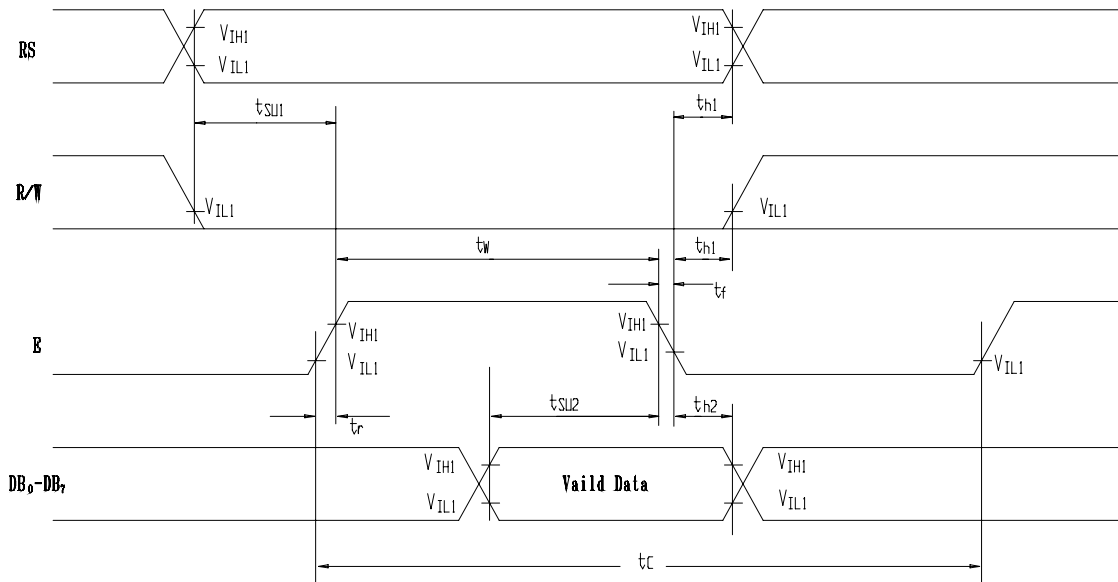 VIH1 VIH1
RS
VIL1 VIL1
tSU1 th1
R/W
VIL1 VIL1
tW th1
tf
VIH1 VIH1
E
VIL1 VIL1 VIL1
tr tSU2 th2
VIH1 VIH1
DB₀-DB₇ Vaild Data
VIL1 VIL1
tC